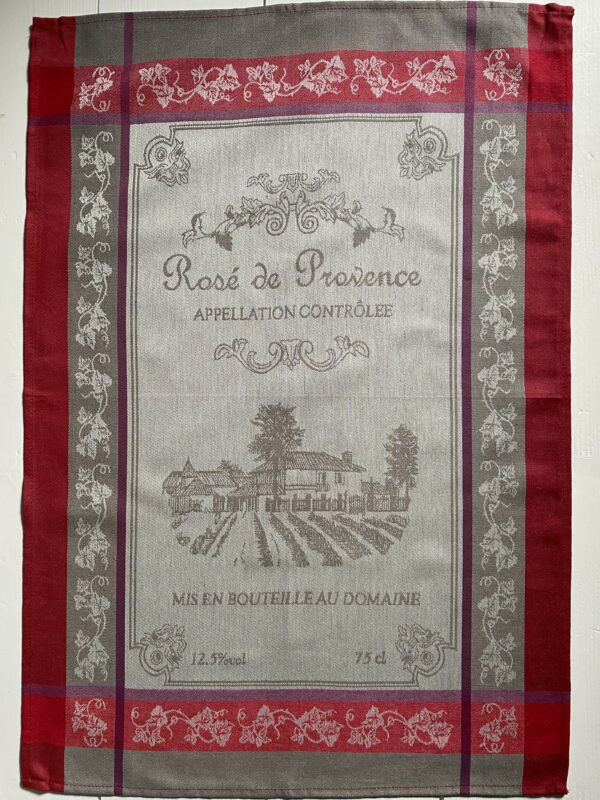 Rosé de Provence
APPELLATION CONTRÔLEE
MIS EN BOUTEILLE AU DOMAINE
12.5%vol 75 cl